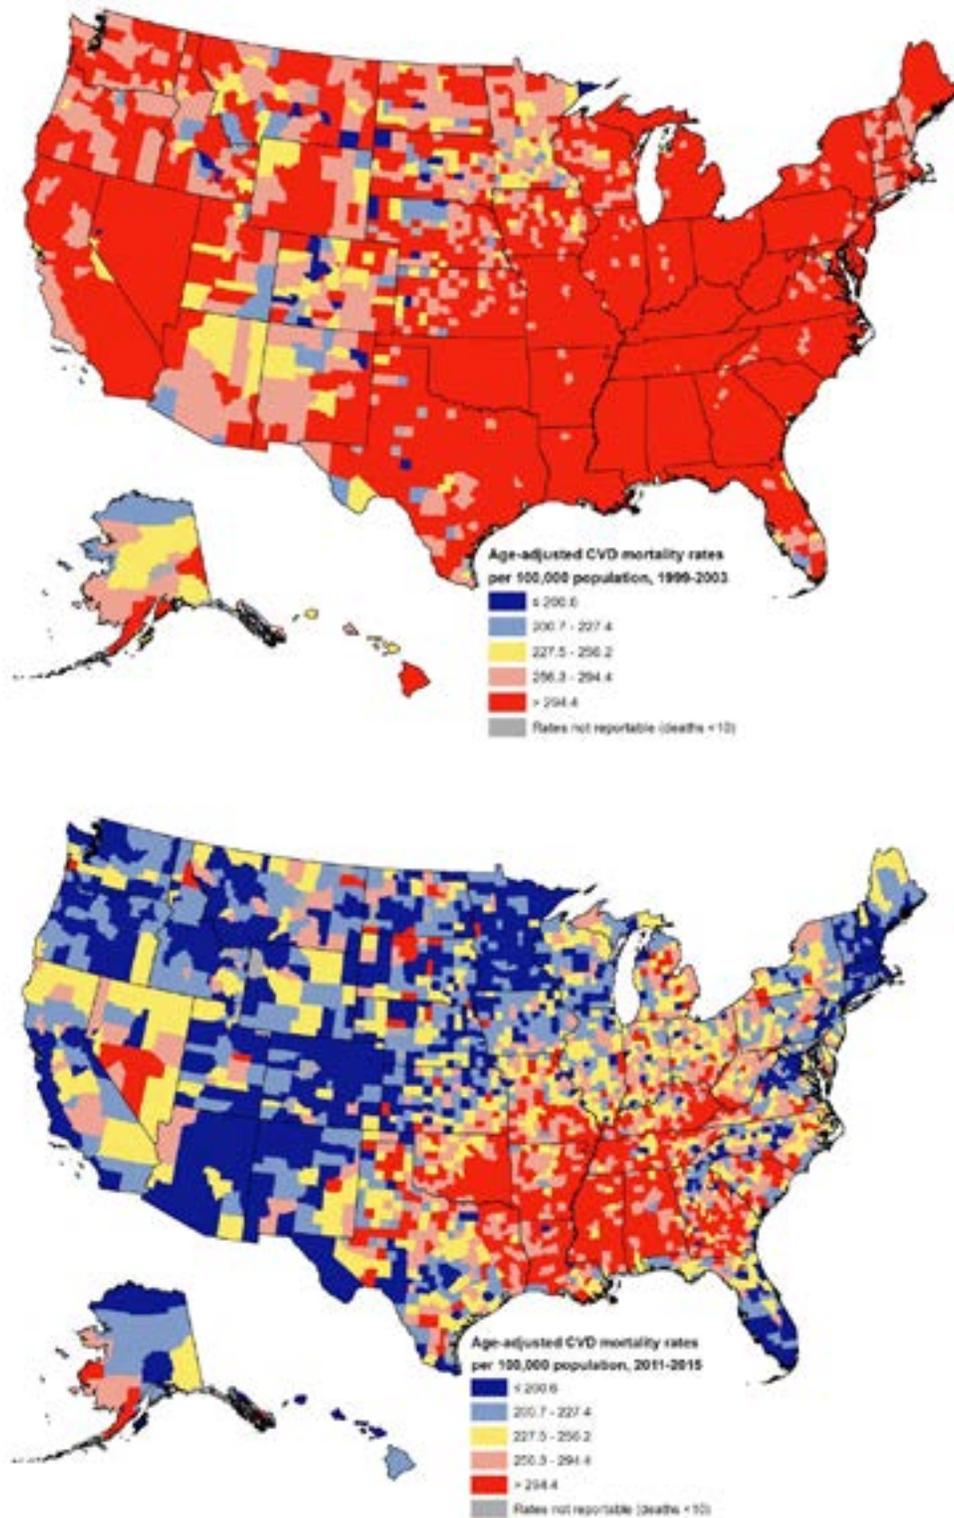 Age-adjusted CVD mortality rates
per 100,000 population, 1999-2003
≤ 200.6
200.7 - 227.4
227.5 - 256.2
256.3 - 294.4
> 294.4
Rates not reportable (deaths <10)
Age-adjusted CVD mortality rates
per 100,000 population, 2011-2015
≤ 200.6
200.7 - 227.4
227.5 - 256.2
256.3 - 294.4
> 294.4
Rates not reportable (deaths <10)